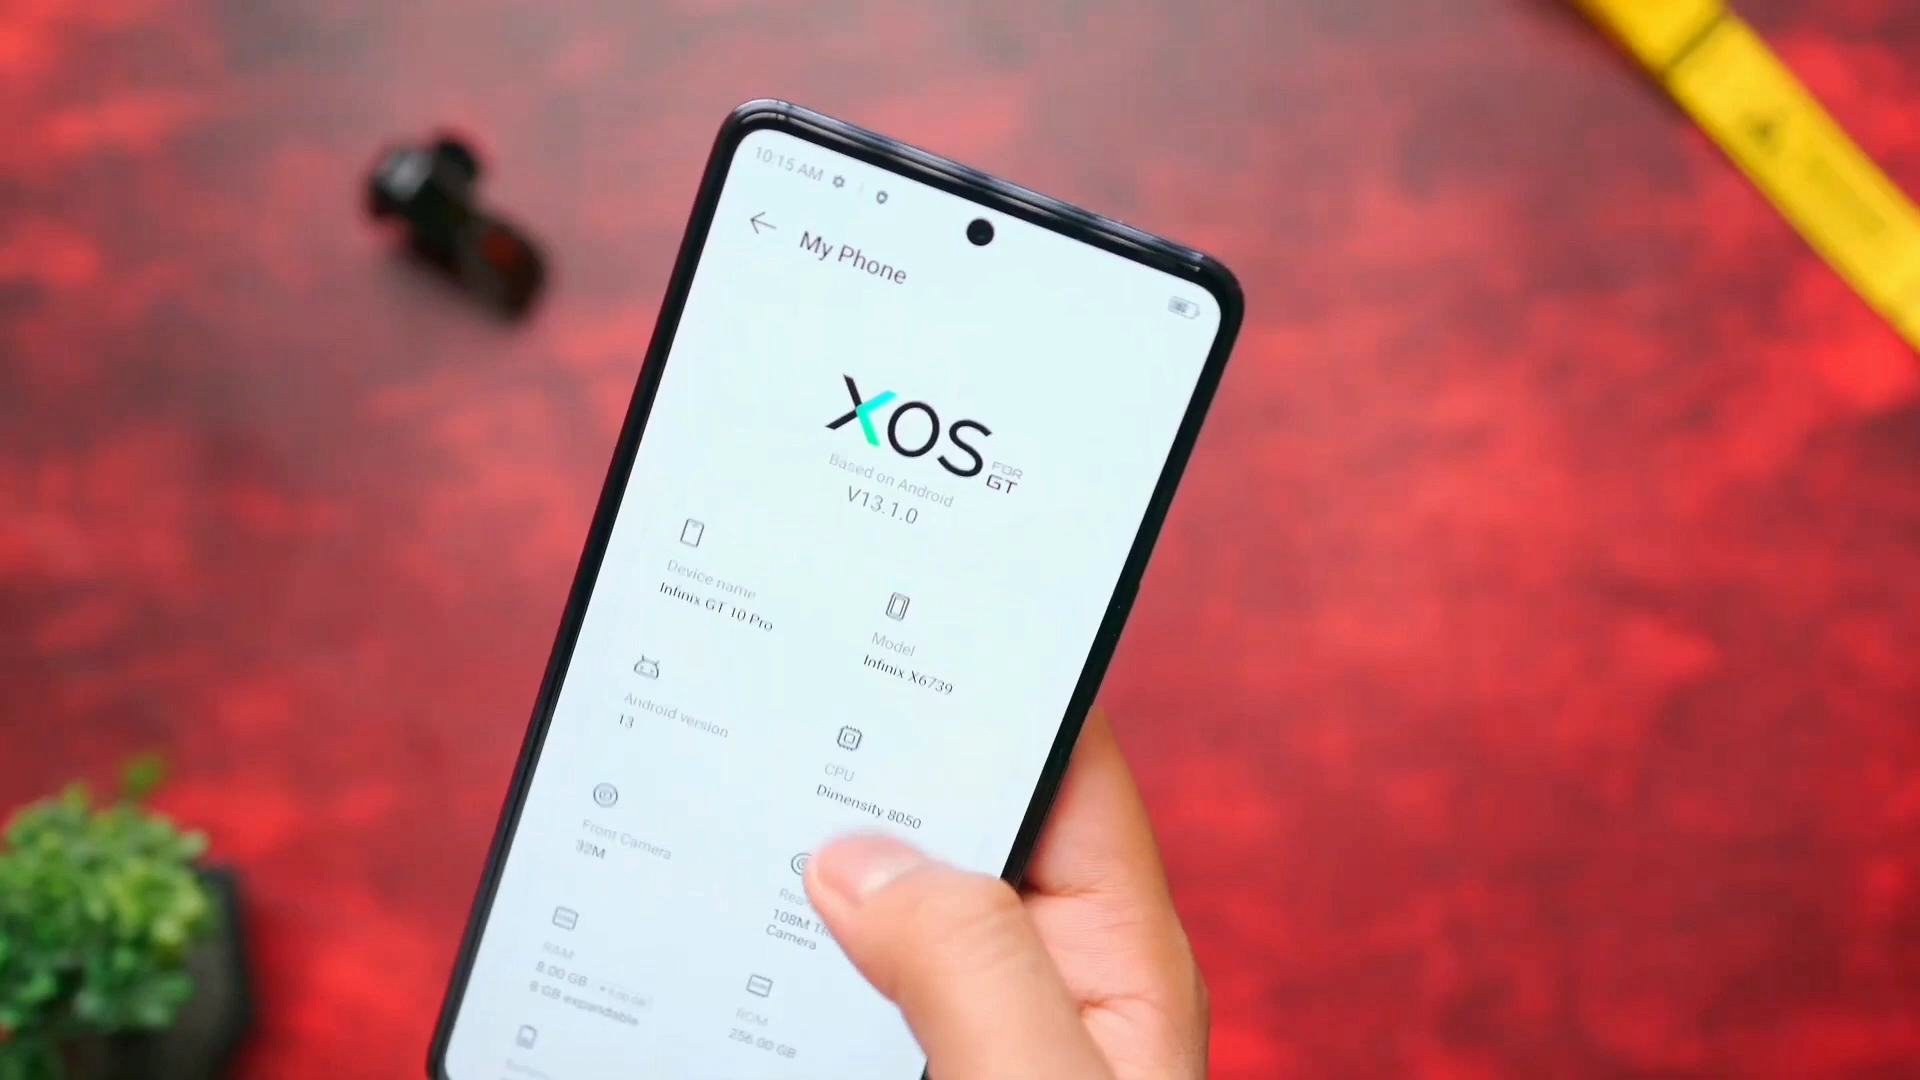 10:15 AM
My Phone
XOS FOR GT
Based on Android
V13.1.0
Device name
Infinix GT 10 Pro
Model
Infinix X6739
Android version
13
CPU
Dimensity 8050
Front Camera
32M
108M
Camera
RAM
8.00 GB
8 GB expandable
ROM
256.00 GB